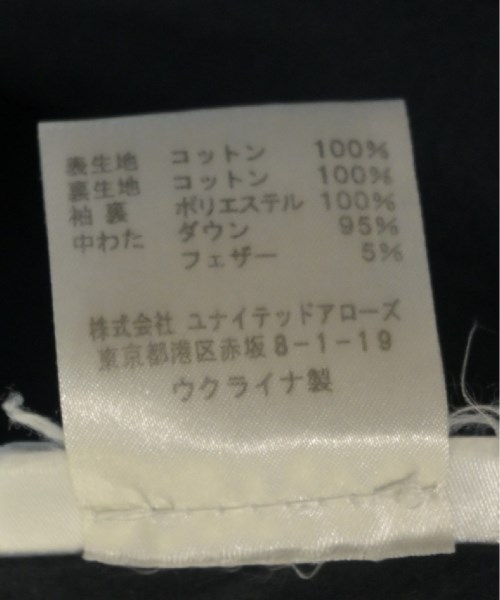 表生地 コットン 100%
裏生地 コットン 100%
袖裏 ポリエステル 100%
中わた ダウン 95%
フェザー 5%
株式会社 ユナイテッドアローズ
東京都港区赤坂8-1-19
ウクライナ製